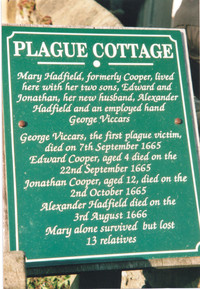 PLAGUE COTTAGE
Mary Hadfield, formerly Cooper, lived
here with her two sons, Edward and
Jonathan, her new husband, Alexander
Hadfield and an employed hand
George Viccars
George Viccars, the first plague victim,
died on 7th September 1665
Edward Cooper, aged 4 died on the
22nd September 1665
Jonathan Cooper, aged 12, died on the
2nd October 1665
Alexander Hadfield died on the
3rd August 1666
Mary alone survived but lost
13 relatives